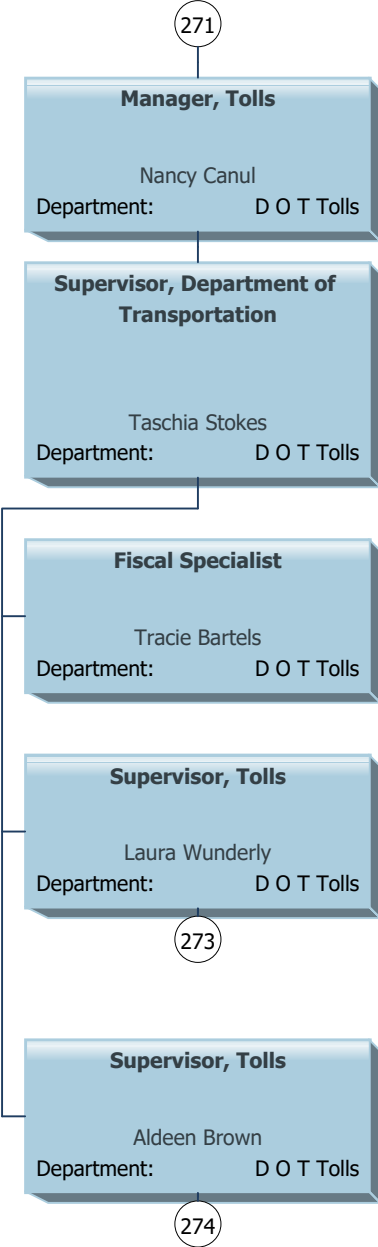 271
Manager, Tolls
Nancy Canul
Department: D O T Tolls
Supervisor, Department of
Transportation
Taschia Stokes
Department: D O T Tolls
Fiscal Specialist
Tracie Bartels
Department: D O T Tolls
Supervisor, Tolls
Laura Wunderly
Department: D O T Tolls
273
Supervisor, Tolls
Aldeen Brown
Department: D O T Tolls
274